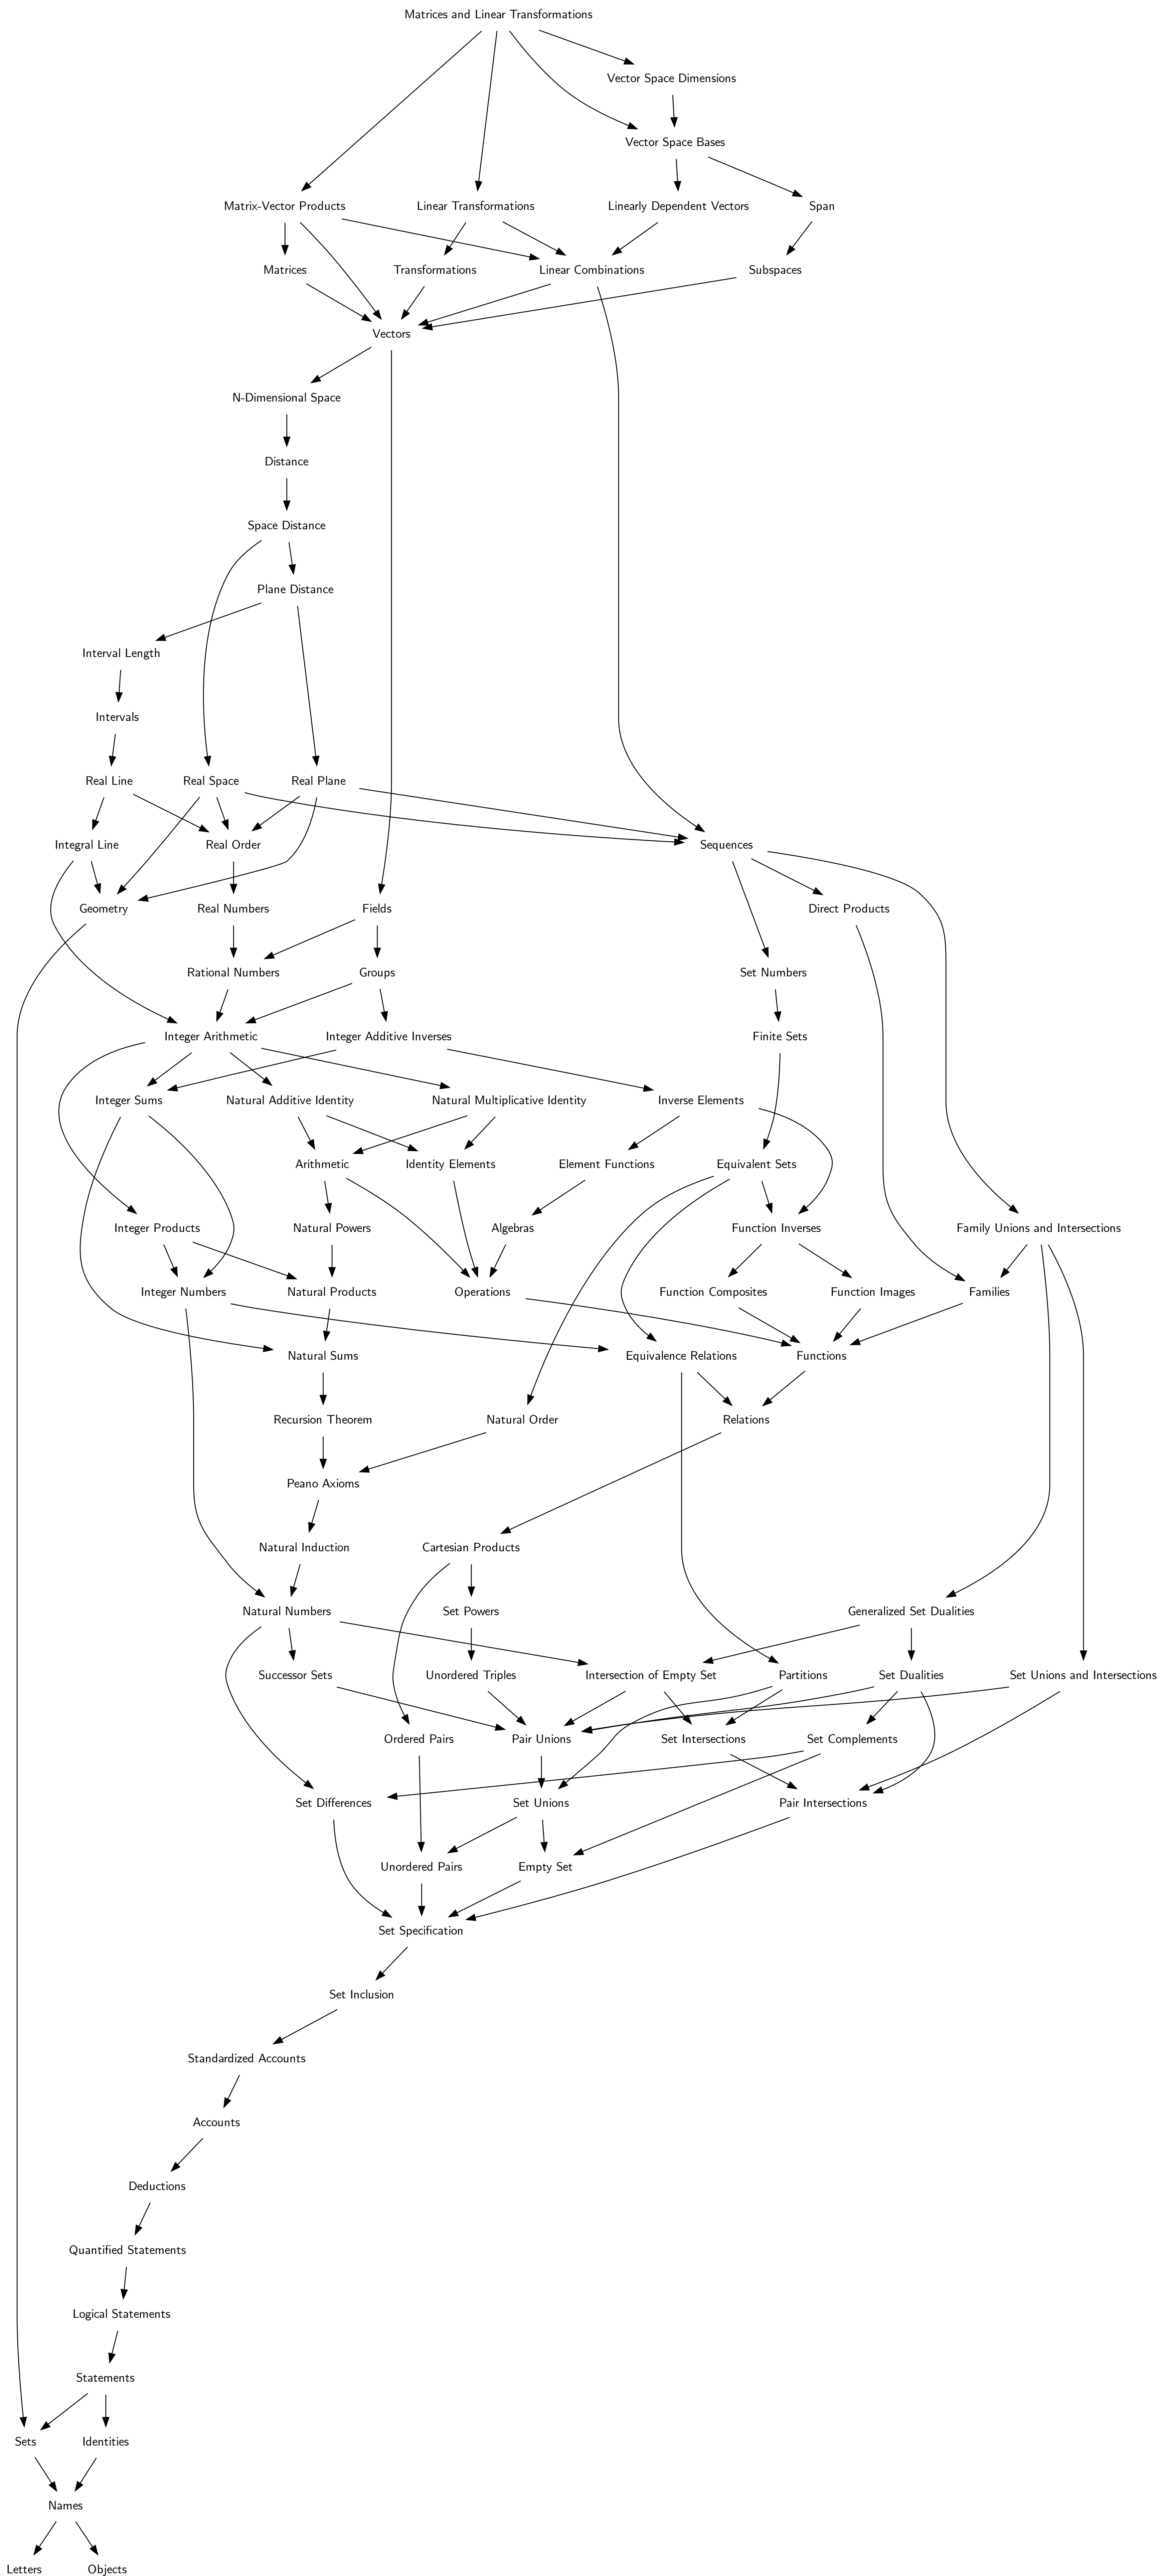 Matrices and Linear Transformations
Vector Space Dimensions
Vector Space Bases
Matrix-Vector Products
Linear Transformations
Linearly Dependent Vectors
Span
Matrices
Transformations
Linear Combinations
Subspaces
Vectors
N-Dimensional Space
Distance
Space Distance
Plane Distance
Interval Length
Intervals
Real Line
Real Space
Real Plane
Integral Line
Real Order
Sequences
Geometry
Real Numbers
Fields
Direct Products
Rational Numbers
Groups
Set Numbers
Integer Arithmetic
Integer Additive Inverses
Finite Sets
Integer Sums
Natural Additive Identity
Natural Multiplicative Identity
Inverse Elements
Arithmetic
Identity Elements
Element Functions
Equivalent Sets
Integer Products
Natural Powers
Algebras
Function Inverses
Family Unions and Intersections
Integer Numbers
Natural Products
Operations
Function Composites
Function Images
Families
Natural Sums
Equivalence Relations
Functions
Recursion Theorem
Natural Order
Relations
Peano Axioms
Natural Induction
Cartesian Products
Natural Numbers
Set Powers
Generalized Set Dualities
Successor Sets
Unordered Triples
Intersection of Empty Set
Partitions
Set Dualities
Set Unions and Intersections
Ordered Pairs
Pair Unions
Set Intersections
Set Complements
Set Differences
Set Unions
Pair Intersections
Unordered Pairs
Empty Set
Set Specification
Set Inclusion
Standardized Accounts
Accounts
Deductions
Quantified Statements
Logical Statements
Statements
Sets
Identities
Names
Letters
Objects